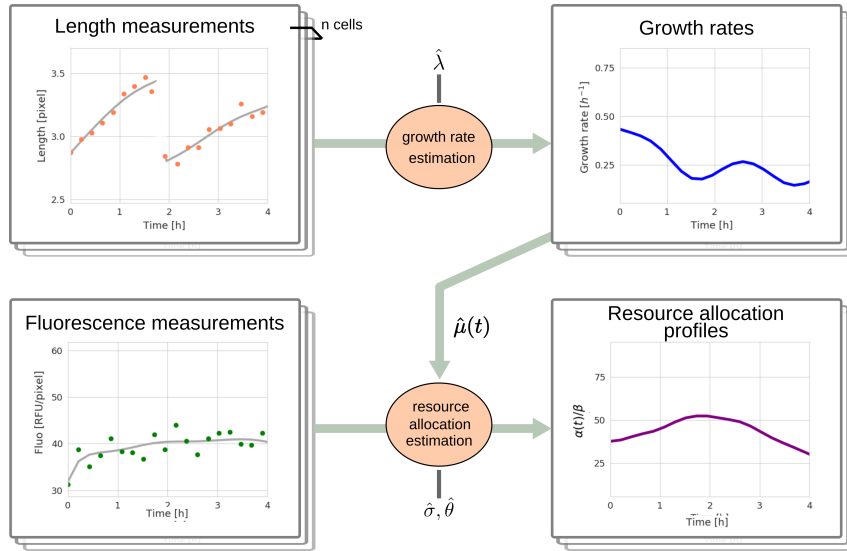 Length measurements
n cells
3.5
3.0
2.5
Length [pixel]
0 1 2 3 4
Time [h]
λ̂
growth rate
estimation
Growth rates
0.75
0.50
0.25
Growth rate [h⁻¹]
0 1 2 3 4
Time [h]
μ̂(t)
Fluorescence measurements
60
50
40
30
Fluo [RFU/pixel]
0 1 2 3 4
Time [h]
resource
allocation
estimation
σ̂, θ̂
Resource allocation
profiles
75
50
25
α(t)/β
0 1 2 3 4
Time [h]